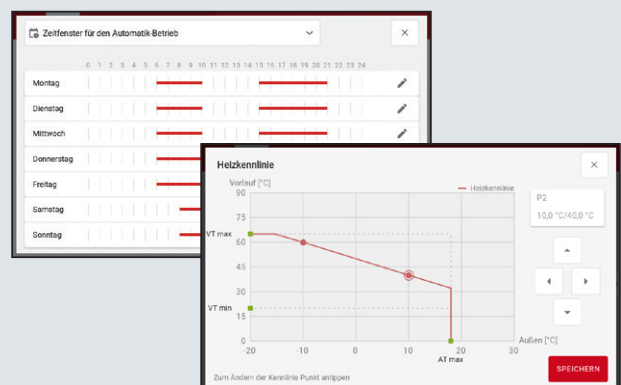 Zeitfenster für den Automatik-Betrieb
0 1 2 3 4 5 6 7 8 9 10 11 12 13 14 15 16 17 18 19 20 21 22 23 24
Montag
Dienstag
Mittwoch
Donnerstag
Freitag
Samstag
Sonntag
Heizkennlinie
Vorlauf [°C]
Heizkennlinie
90
75
VT max
60
45
30
VT min
15
0
-20 -10 0 10 20 30
AT max
Außen [°C]
P2
10,0 °C/40,0 °C
Zum Ändern der Kennlinie Punkt antippen
SPEICHERN